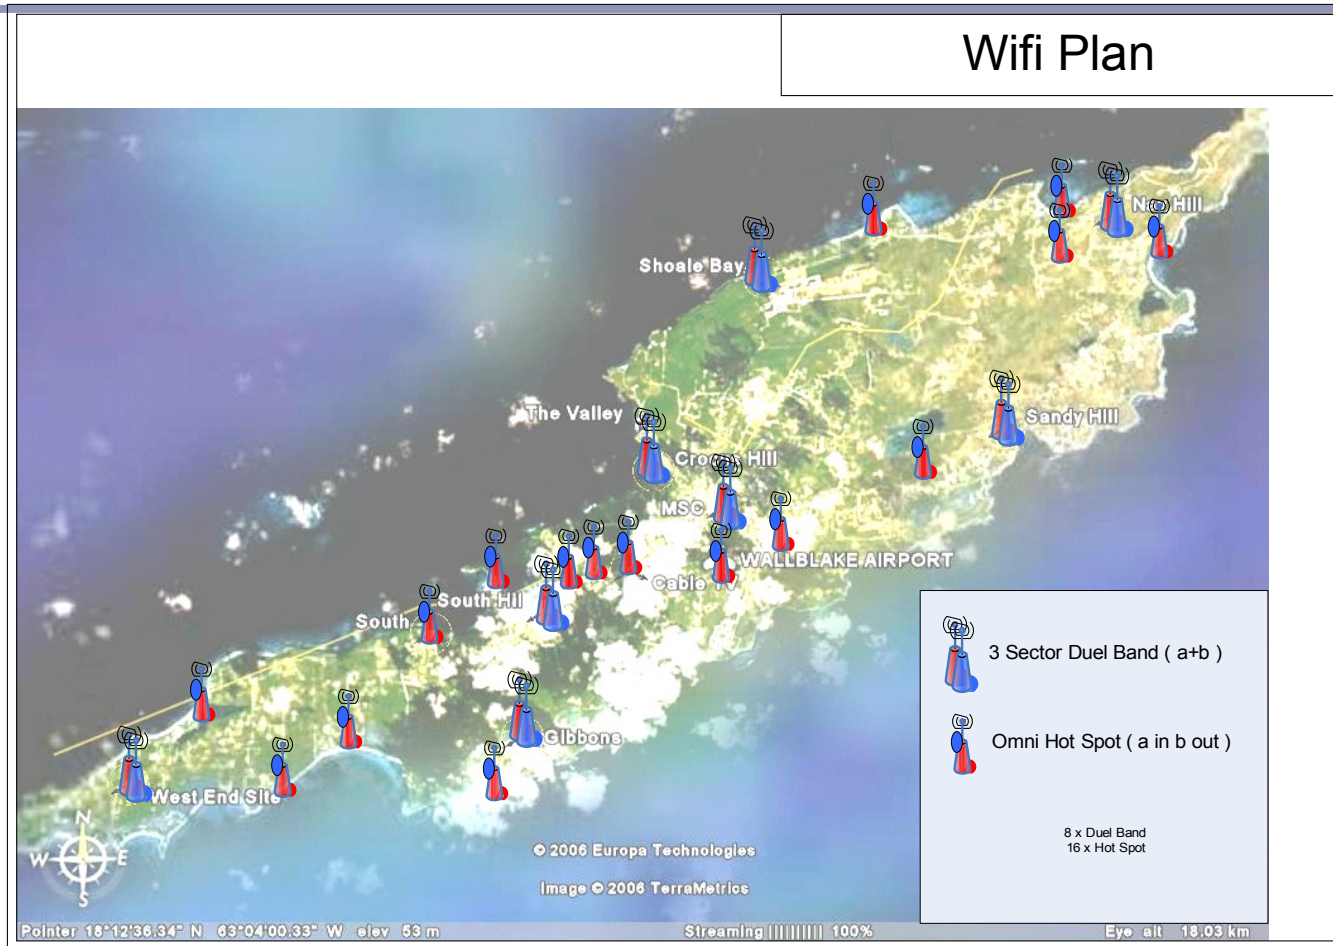 Wifi Plan
Nag Hill
Shoale Bay
The Valley
Sandy Hill
Crocus Hill
MSC
WALLBLAKE AIRPORT
Cable TV
South Hil
South
Gibbons
West End Site
N
W E
S
3 Sector Duel Band ( a+b )
Omni Hot Spot ( a in b out )
8 x Duel Band
16 x Hot Spot
© 2006 Europa Technologies
Image © 2006 TerraMetrics
Pointer 18°12'36.34" N 63°04'00.33" W elev 53 m
Streaming |||||||||| 100%
Eye alt 18.03 km